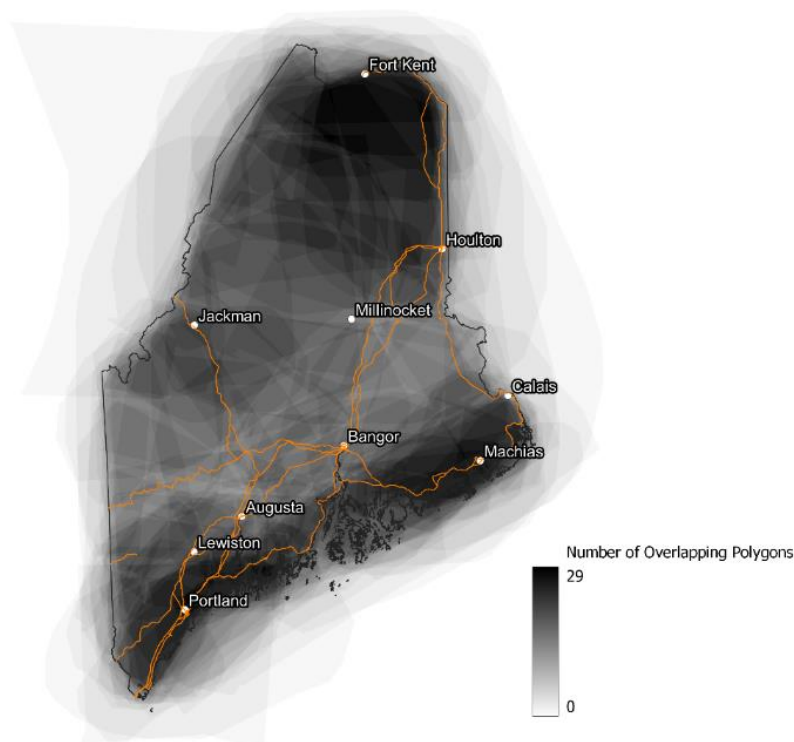 Fort Kent
Houlton
Jackman
Millinocket
Calais
Bangor
Machias
Augusta
Lewiston
Portland
Number of Overlapping Polygons
29
0